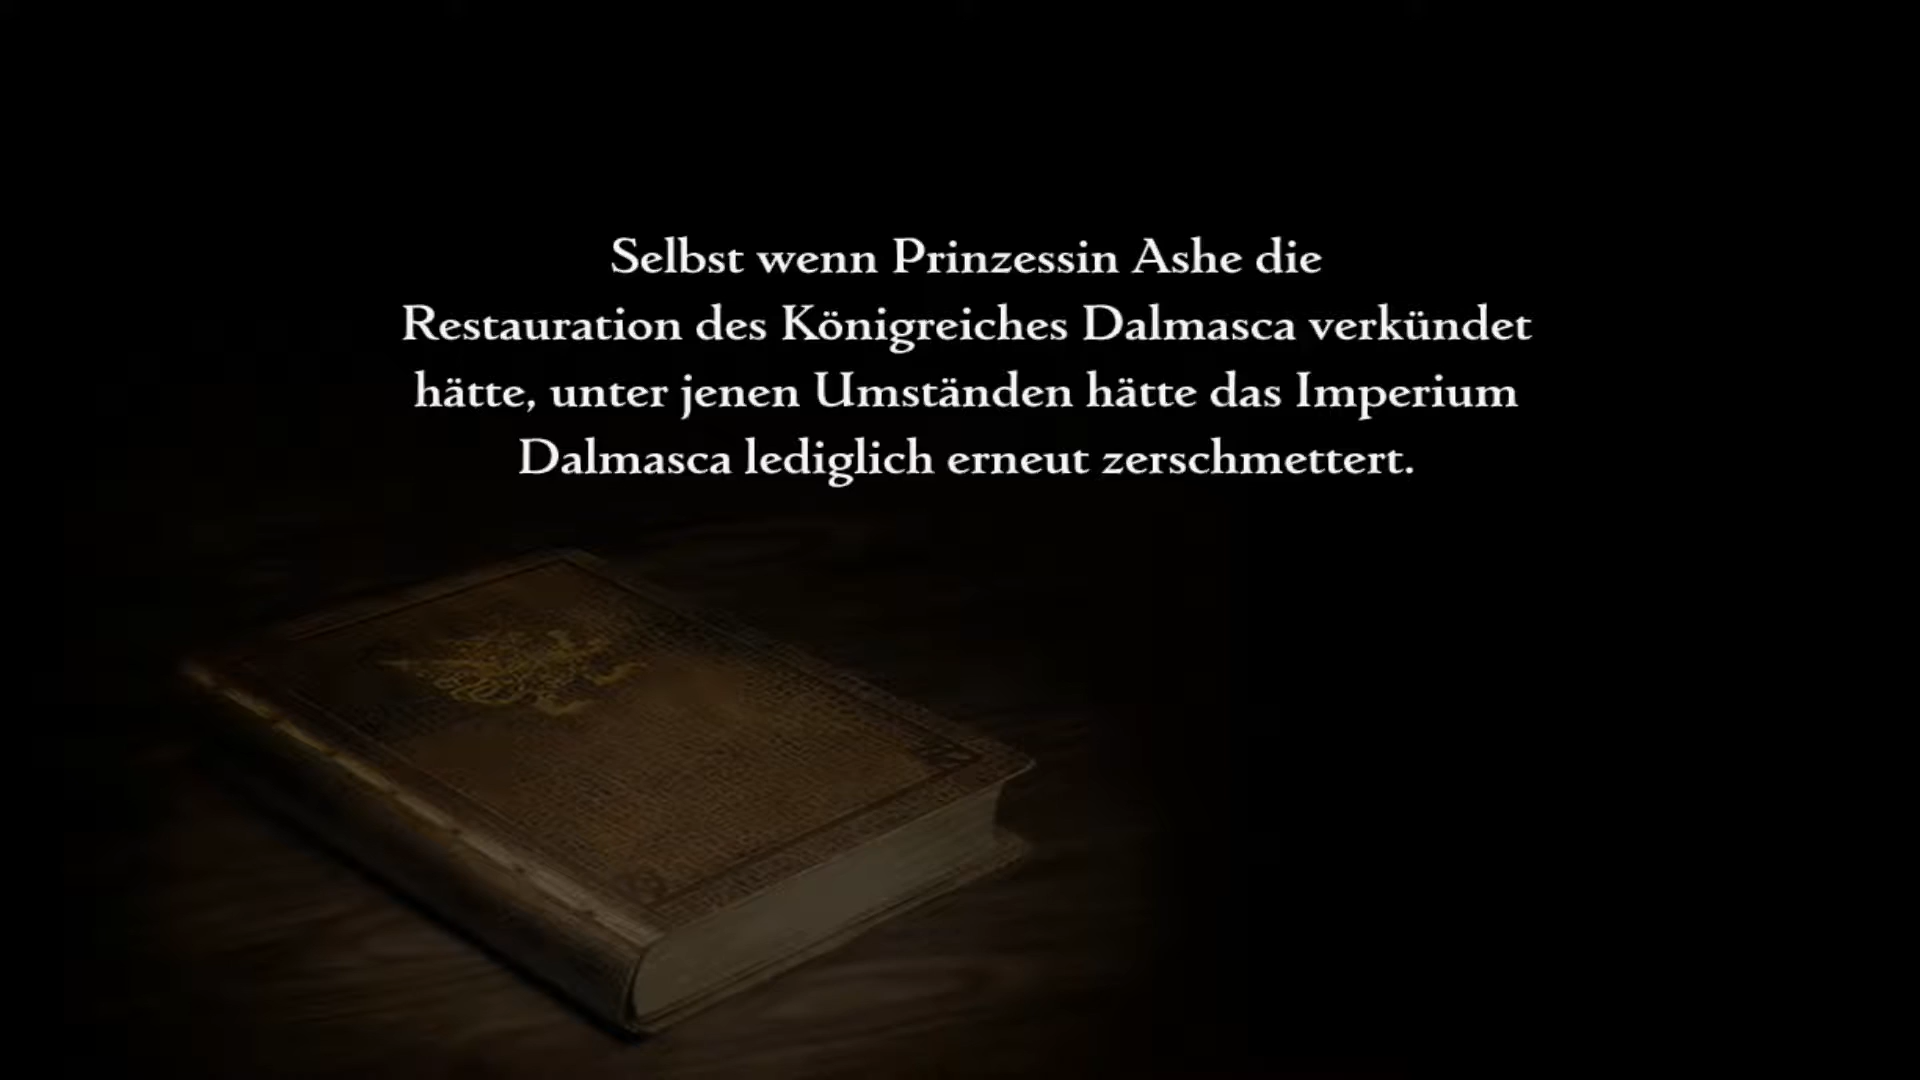 Selbst wenn Prinzessin Ashe die
Restauration des Königreiches Dalmasca verkündet
hätte, unter jenen Umständen hätte das Imperium
Dalmasca lediglich erneut zerschmettert.